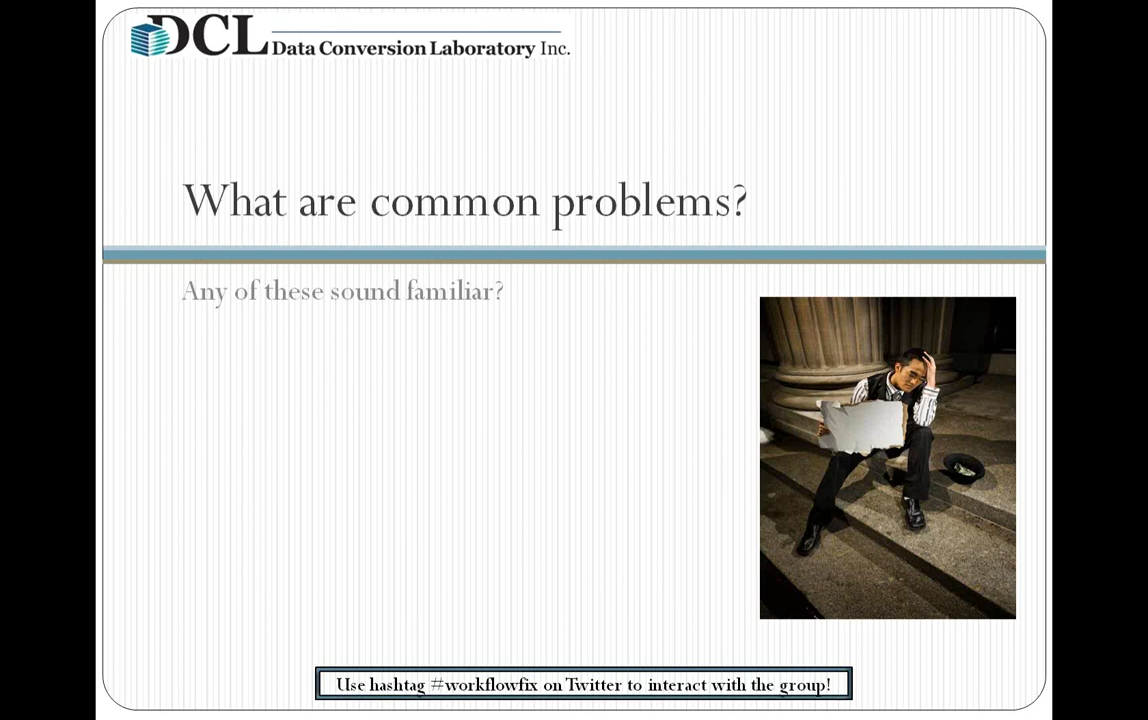 DCL Data Conversion Laboratory Inc.
What are common problems?
Any of these sound familiar?
Use hashtag #workflowfix on Twitter to interact with the group!